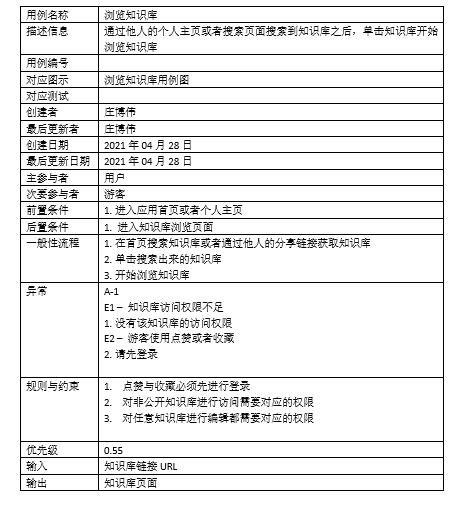 用例名称 浏览知识库
描述信息 通过他人的个人主页或者搜索页面搜索到知识库之后，单击知识库开始
浏览知识库
用例编号
对应图示 浏览知识库用例图
对应测试
创建者 庄博伟
最后更新者 庄博伟
创建日期 2021 年 04 月 28 日
最后更新日期 2021 年 04 月 28 日
主参与者 用户
次要参与者 游客
前置条件 1. 进入应用首页或者个人主页
后置条件 1. 进入知识库浏览页面
一般性流程 1. 在首页搜索知识库或者通过他人的分享链接获取知识库
2. 单击搜索出来的知识库
3. 开始浏览知识库
异常 A-1
E1 – 知识库访问权限不足
1. 没有该知识库的访问权限
E2 – 游客使用点赞或者收藏
2. 请先登录
规则与约束 1. 点赞与收藏必须先进行登录
2. 对非公开知识库进行访问需要对应的权限
3. 对任意知识库进行编辑都需要对应的权限
优先级 0.55
输入 知识库链接 URL
输出 知识库页面